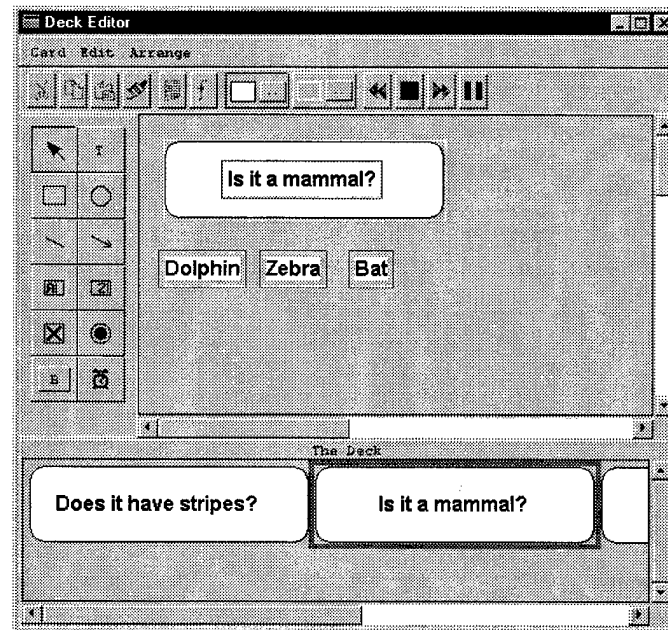 Deck Editor
Card Edit Arrange
T
Is it a mammal?
Dolphin Zebra Bat
B
The Deck
Does it have stripes? Is it a mammal?